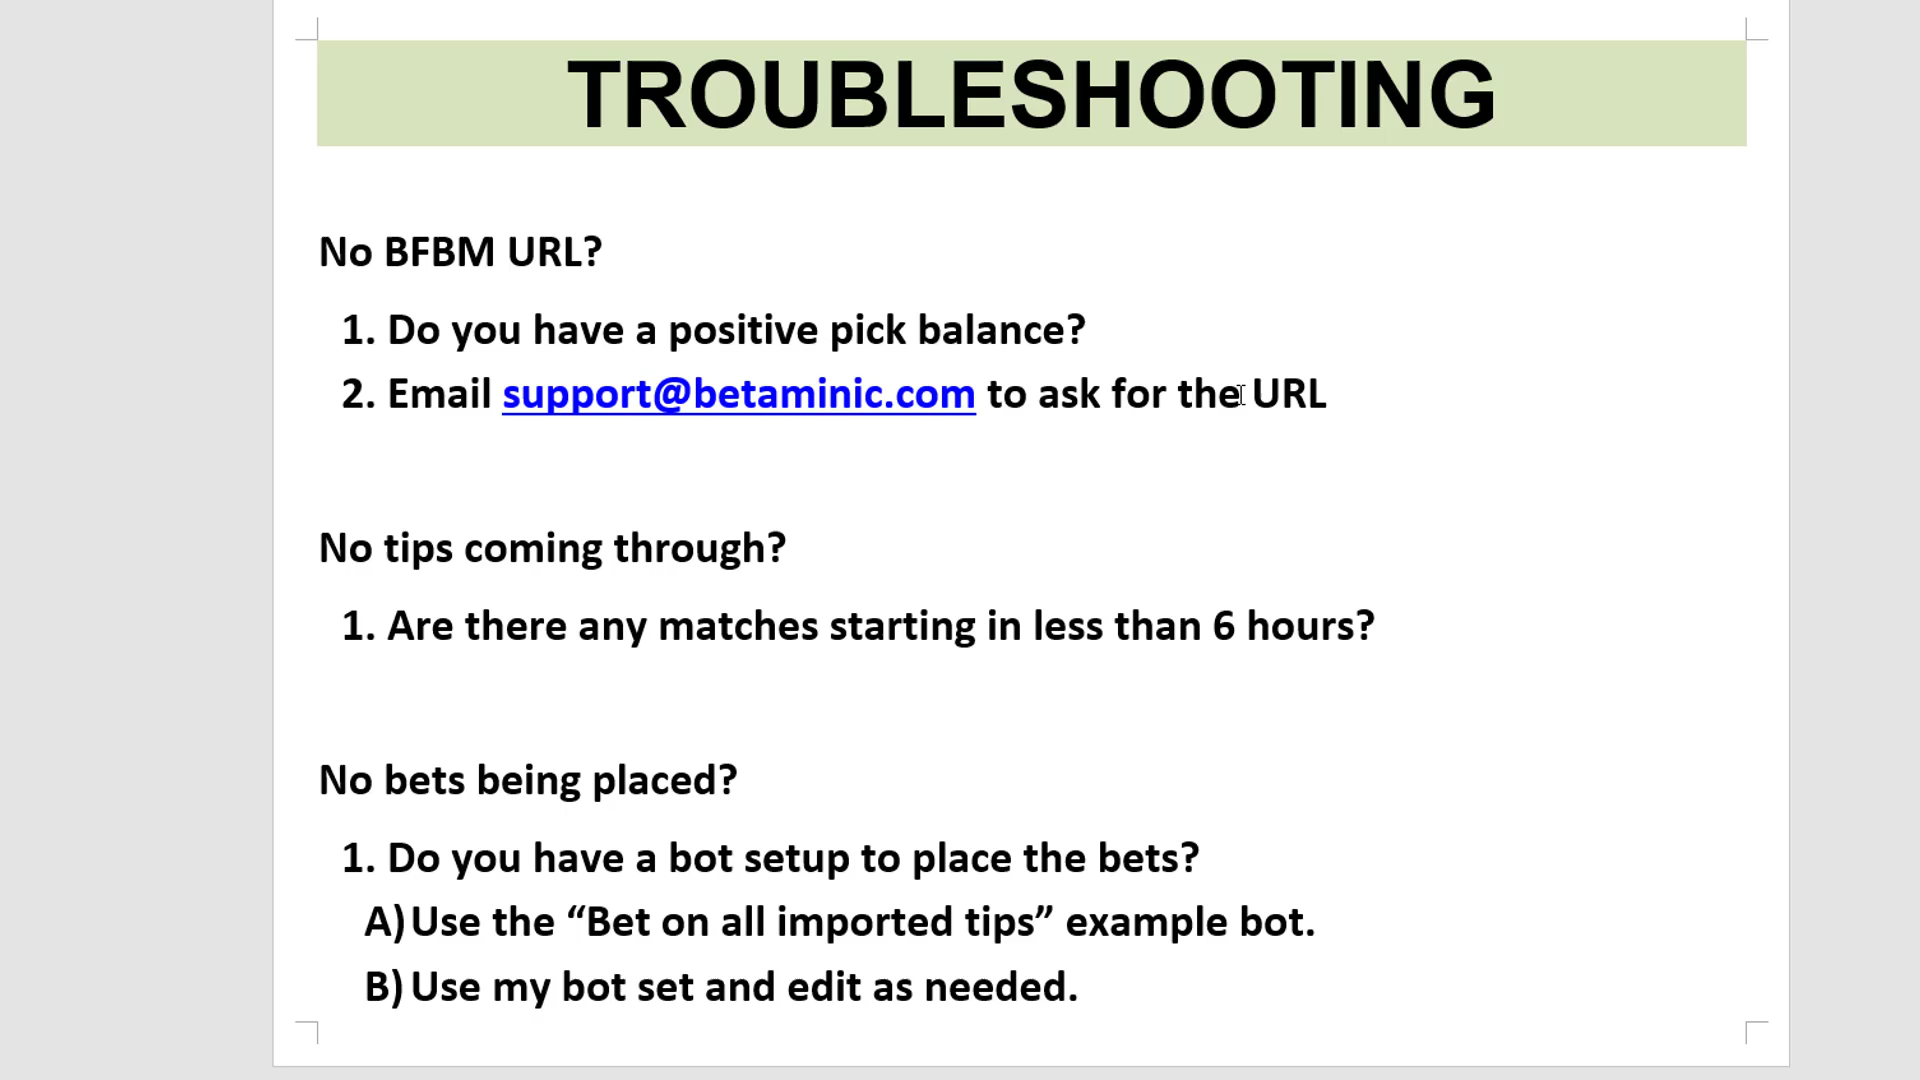 TROUBLESHOOTING
No BFBM URL?
1. Do you have a positive pick balance?
2. Email support@betaminic.com to ask for the URL
No tips coming through?
1. Are there any matches starting in less than 6 hours?
No bets being placed?
1. Do you have a bot setup to place the bets?
A) Use the “Bet on all imported tips” example bot.
B) Use my bot set and edit as needed.